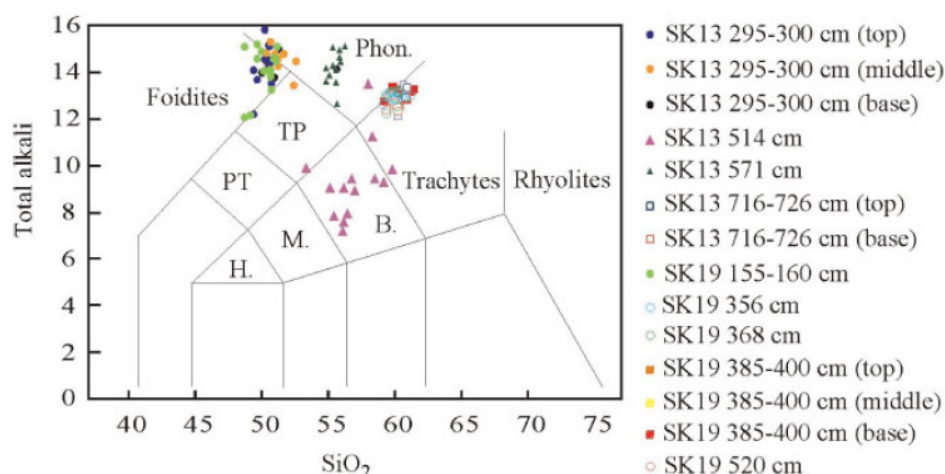 16
14
12
10
8
6
4
2
0
Total alkali
Foidites
Phon.
TP
PT
Trachytes
Rhyolites
B.
M.
H.
40
45
50
55
60
65
70
75
SiO₂
SK13 295-300 cm (top)
SK13 295-300 cm (middle)
SK13 295-300 cm (base)
SK13 514 cm
SK13 571 cm
SK13 716-726 cm (top)
SK13 716-726 cm (base)
SK19 155-160 cm
SK19 356 cm
SK19 368 cm
SK19 385-400 cm (top)
SK19 385-400 cm (middle)
SK19 385-400 cm (base)
SK19 520 cm